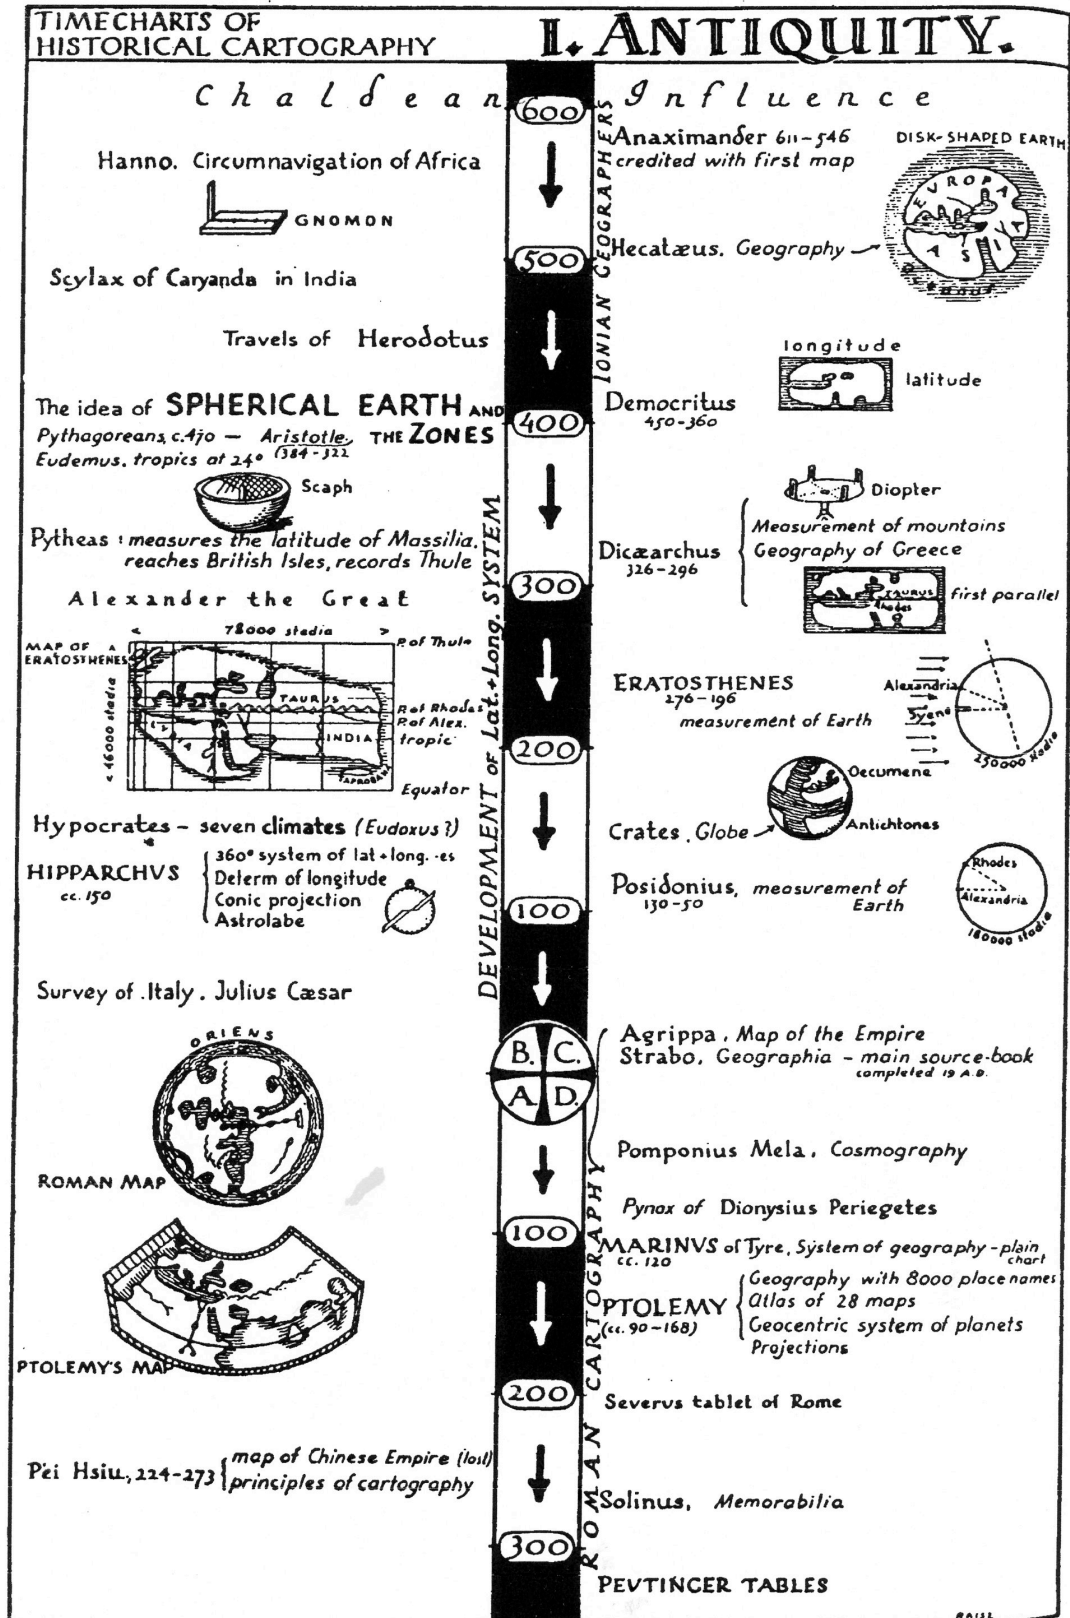 TIMECHARTS OF
HISTORICAL CARTOGRAPHY
I. ANTIQUITY.
Chaldean Influence
600
Hanno. Circumnavigation of Africa
GNOMON
Anaximander 611-546
credited with first map
DISK-SHAPED EARTH
EVROPA
ASIA
Oceanus
IONIAN GEOGRAPHERS
Hecatæus. Geography
500
Scylax of Caryanda in India
Travels of Herodotus
longitude
latitude
Democritus
450-360
The idea of SPHERICAL EARTH AND
THE ZONES
Pythagoreans, c.470 — Aristotle,
(384-322
Eudemus. tropics at 24°
400
Scaph
Diopter
Pytheas: measures the latitude of Massilia,
reaches British Isles, records Thule
Dicæarchus
326-296
Measurement of mountains
Geography of Greece
TAURUS
Rhodes
first parallel
300
DEVELOPMENT of Lat.+Long. SYSTEM
Alexander the Great
< 78000 stadia >
MAP OF
ERATOSTHENES
< 46000 stadia >
P. of Thule
TAURUS
P. of Rhodes
P. of Alex.
tropic
LYBIA
INDIA
TAPROBANE
Equator
ERATOSTHENES
276-196
measurement of Earth
Alexandria
Syene
250000 stadia
200
Oecumene
Crates. Globe
Antichtones
Hypocrates – seven climates (Eudoxus?)
HIPPARCHVS
cc. 150
360° system of lat+long. -es
Determ of longitude
Conic projection
Astrolabe
Posidonius, measurement of
130-50
Earth
Rhodes
Alexandria
180000 stadia
100
Survey of .Italy. Julius Cæsar
B. C.
A. D.
Agrippa. Map of the Empire
Strabo. Geographia – main source-book
completed 19 A.D.
ORIENS
ROMAN MAP
Pomponius Mela. Cosmography
Pynax of Dionysius Periegetes
100
ROMAN CARTOGRAPHY
MARINVS of Tyre, System of geography – plain
chart
cc. 120
PTOLEMY
(cc. 90-168)
Geography with 8000 place names
Atlas of 28 maps
Geocentric system of planets
Projections
PTOLEMY'S MAP
200
Severus tablet of Rome
P'ei Hsiu, 224-273
map of Chinese Empire (lost)
principles of cartography
Solinus, Memorabilia
300
PEVTINGER TABLES
RAISZ